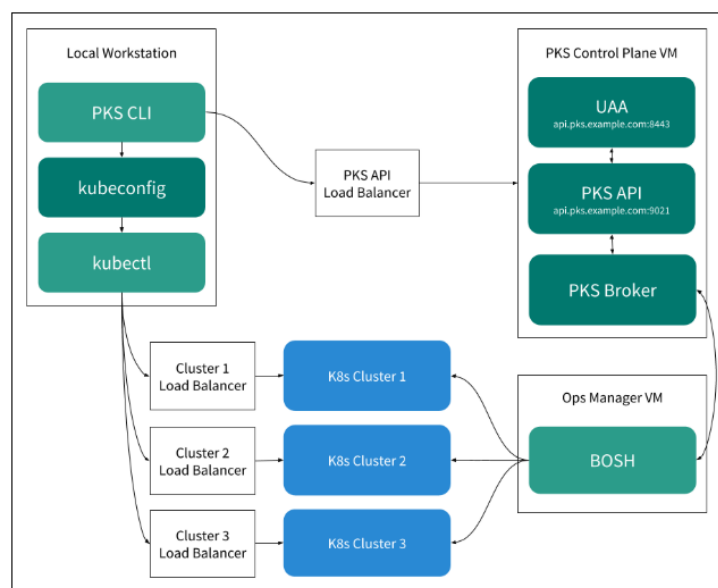 Local Workstation
PKS CLI
kubeconfig
kubectl
PKS API
Load Balancer
PKS Control Plane VM
UAA
api.pks.example.com:8443
PKS API
api.pks.example.com:9021
PKS Broker
Cluster 1
Load Balancer
K8s Cluster 1
Cluster 2
Load Balancer
K8s Cluster 2
Cluster 3
Load Balancer
K8s Cluster 3
Ops Manager VM
BOSH